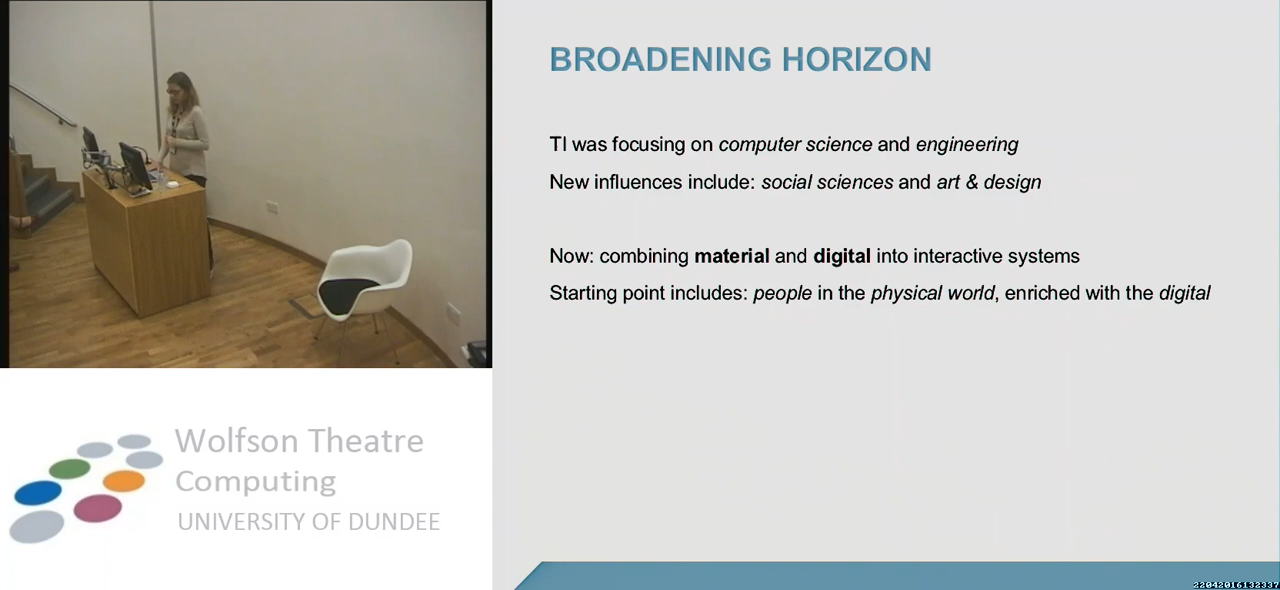 BROADENING HORIZON
TI was focusing on computer science and engineering
New influences include: social sciences and art & design
Now: combining material and digital into interactive systems
Starting point includes: people in the physical world, enriched with the digital
Wolfson Theatre
Computing
UNIVERSITY OF DUNDEE
22042016132337